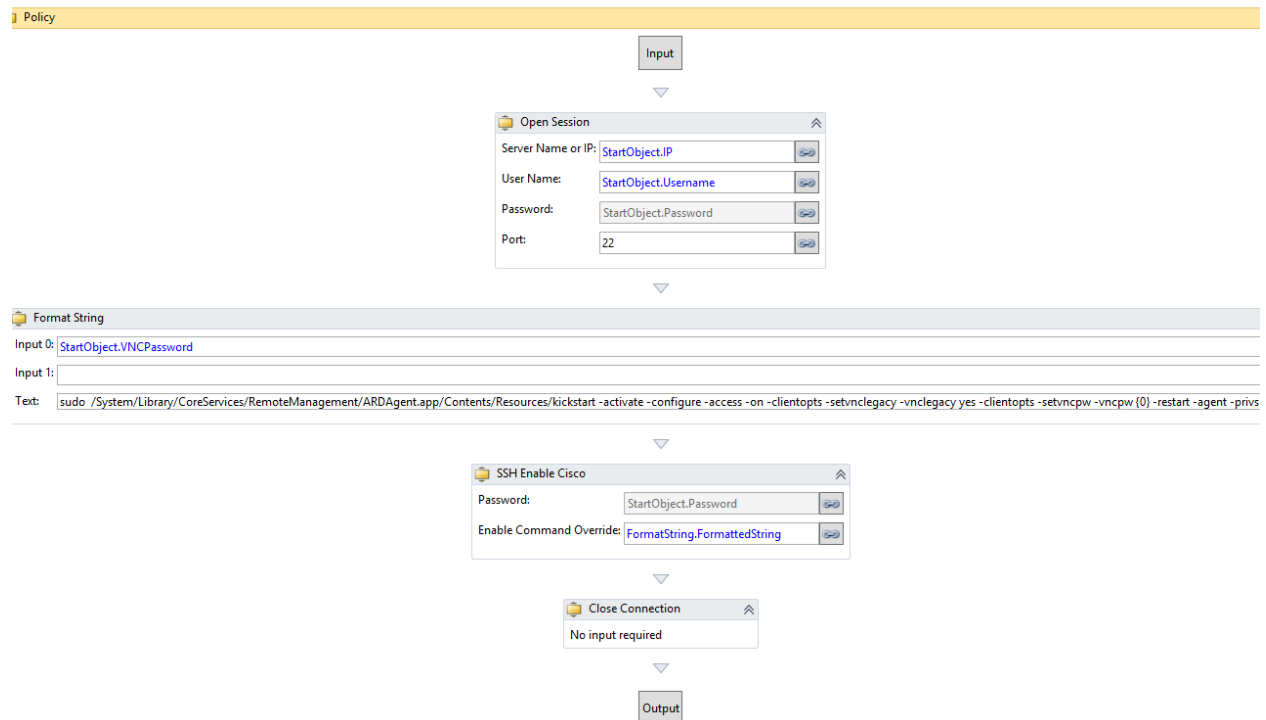 Policy
Input
Open Session
Server Name or IP: StartObject.IP
User Name: StartObject.Username
Password: StartObject.Password
Port: 22
Format String
Input 0: StartObject.VNCPassword
Input 1:
Text: sudo /System/Library/CoreServices/RemoteManagement/ARDAgent.app/Contents/Resources/kickstart -activate -configure -access -on -clientopts -setvnclegacy -vnclegacy yes -clientopts -setvncpw -vncpw {0} -restart -agent -privs
SSH Enable Cisco
Password: StartObject.Password
Enable Command Override: FormatString.FormattedString
Close Connection
No input required
Output